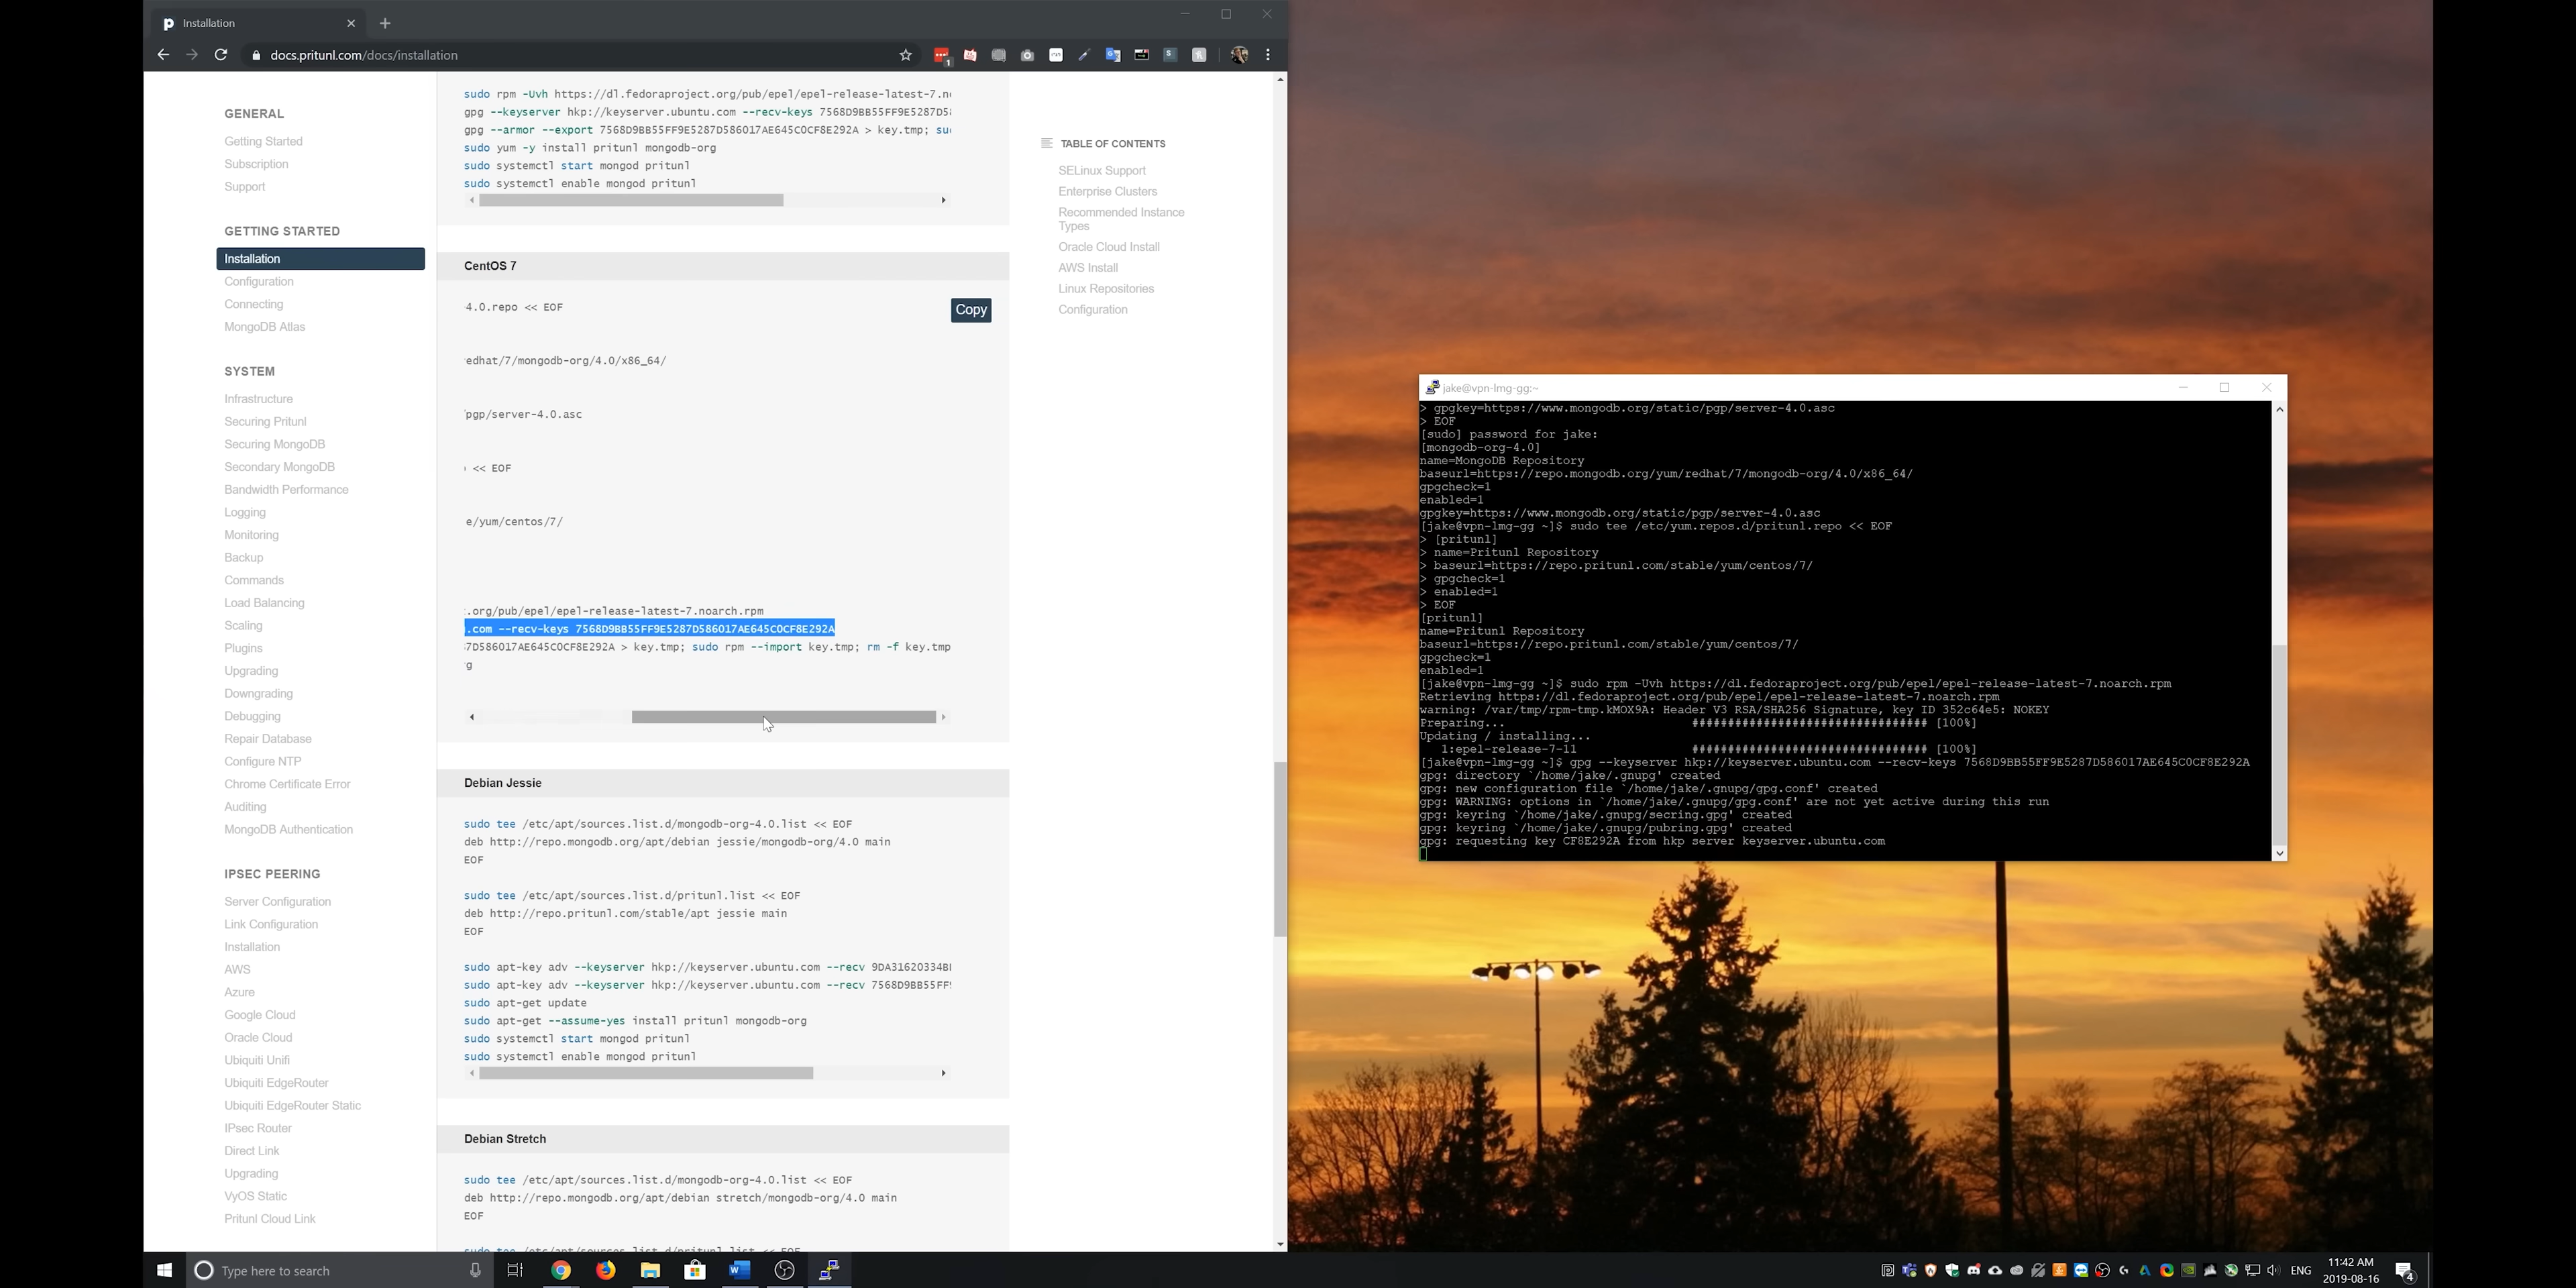 Installation
docs.pritunl.com/docs/installation
GENERAL
Getting Started
Subscription
Support
GETTING STARTED
Installation
Configuration
Connecting
MongoDB Atlas
SYSTEM
Infrastructure
Securing Pritunl
Securing MongoDB
Secondary MongoDB
Bandwidth Performance
Logging
Monitoring
Backup
Commands
Load Balancing
Scaling
Plugins
Upgrading
Downgrading
Debugging
Repair Database
Configure NTP
Chrome Certificate Error
Auditing
MongoDB Authentication
IPSEC PEERING
Server Configuration
Link Configuration
Installation
AWS
Azure
Google Cloud
Oracle Cloud
Ubiquiti Unifi
Ubiquiti EdgeRouter
Ubiquiti EdgeRouter Static
IPsec Router
Direct Link
Upgrading
VyOS Static
Pritunl Cloud Link
sudo rpm -Uvh https://dl.fedoraproject.org/pub/epel/epel-release-latest-7.n
gpg --keyserver hkp://keyserver.ubuntu.com --recv-keys 7568D9BB55FF9E5287D5
gpg --armor --export 7568D9BB55FF9E5287D586017AE645C0CF8E292A > key.tmp; su
sudo yum -y install pritunl mongodb-org
sudo systemctl start mongod pritunl
sudo systemctl enable mongod pritunl
CentOS 7
4.0.repo << EOF
Copy
edhat/7/mongodb-org/4.0/x86_64/
pgp/server-4.0.asc
<< EOF
e/yum/centos/7/
.org/pub/epel/epel-release-latest-7.noarch.rpm
.com --recv-keys 7568D9BB55FF9E5287D586017AE645C0CF8E292A
7D586017AE645C0CF8E292A > key.tmp; sudo rpm --import key.tmp; rm -f key.tmp
g
Debian Jessie
sudo tee /etc/apt/sources.list.d/mongodb-org-4.0.list << EOF
deb http://repo.mongodb.org/apt/debian jessie/mongodb-org/4.0 main
EOF
sudo tee /etc/apt/sources.list.d/pritunl.list << EOF
deb http://repo.pritunl.com/stable/apt jessie main
EOF
sudo apt-key adv --keyserver hkp://keyserver.ubuntu.com --recv 9DA31620334B
sudo apt-key adv --keyserver hkp://keyserver.ubuntu.com --recv 7568D9BB55FF
sudo apt-get update
sudo apt-get --assume-yes install pritunl mongodb-org
sudo systemctl start mongod pritunl
sudo systemctl enable mongod pritunl
Debian Stretch
sudo tee /etc/apt/sources.list.d/mongodb-org-4.0.list << EOF
deb http://repo.mongodb.org/apt/debian stretch/mongodb-org/4.0 main
EOF
sudo tee /etc/apt/sources.list.d/pritunl.list << EOF
TABLE OF CONTENTS
SELinux Support
Enterprise Clusters
Recommended Instance
Types
Oracle Cloud Install
AWS Install
Linux Repositories
Configuration
jake@vpn-lmg-gg:~
> gpgkey=https://www.mongodb.org/static/pgp/server-4.0.asc
> EOF
[sudo] password for jake:
[mongodb-org-4.0]
name=MongoDB Repository
baseurl=https://repo.mongodb.org/yum/redhat/7/mongodb-org/4.0/x86_64/
gpgcheck=1
enabled=1
gpgkey=https://www.mongodb.org/static/pgp/server-4.0.asc
[jake@vpn-lmg-gg ~]$ sudo tee /etc/yum.repos.d/pritunl.repo << EOF
> [pritunl]
> name=Pritunl Repository
> baseurl=https://repo.pritunl.com/stable/yum/centos/7/
> gpgcheck=1
> enabled=1
> EOF
[pritunl]
name=Pritunl Repository
baseurl=https://repo.pritunl.com/stable/yum/centos/7/
gpgcheck=1
enabled=1
[jake@vpn-lmg-gg ~]$ sudo rpm -Uvh https://dl.fedoraproject.org/pub/epel/epel-release-latest-7.noarch.rpm
Retrieving https://dl.fedoraproject.org/pub/epel/epel-release-latest-7.noarch.rpm
warning: /var/tmp/rpm-tmp.kMOX9A: Header V3 RSA/SHA256 Signature, key ID 352c64e5: NOKEY
Preparing... ################################# [100%]
Updating / installing...
1:epel-release-7-11 ################################# [100%]
[jake@vpn-lmg-gg ~]$ gpg --keyserver hkp://keyserver.ubuntu.com --recv-keys 7568D9BB55FF9E5287D586017AE645C0CF8E292A
gpg: directory `/home/jake/.gnupg' created
gpg: new configuration file `/home/jake/.gnupg/gpg.conf' created
gpg: WARNING: options in `/home/jake/.gnupg/gpg.conf' are not yet active during this run
gpg: keyring `/home/jake/.gnupg/secring.gpg' created
gpg: keyring `/home/jake/.gnupg/pubring.gpg' created
gpg: requesting key CF8E292A from hkp server keyserver.ubuntu.com
Type here to search
ENG
11:42 AM
2019-08-16
4